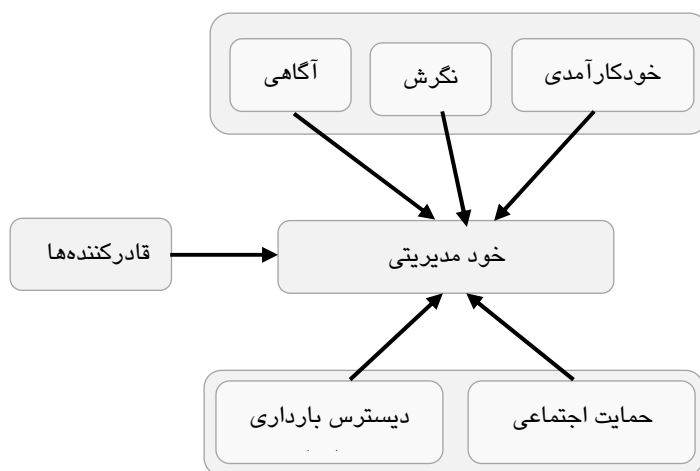 خودکارآمدی
نگرش
آگاهی
خود مدیریتی
قادرکننده‌ها
حمایت اجتماعی
دیسترس بارداری